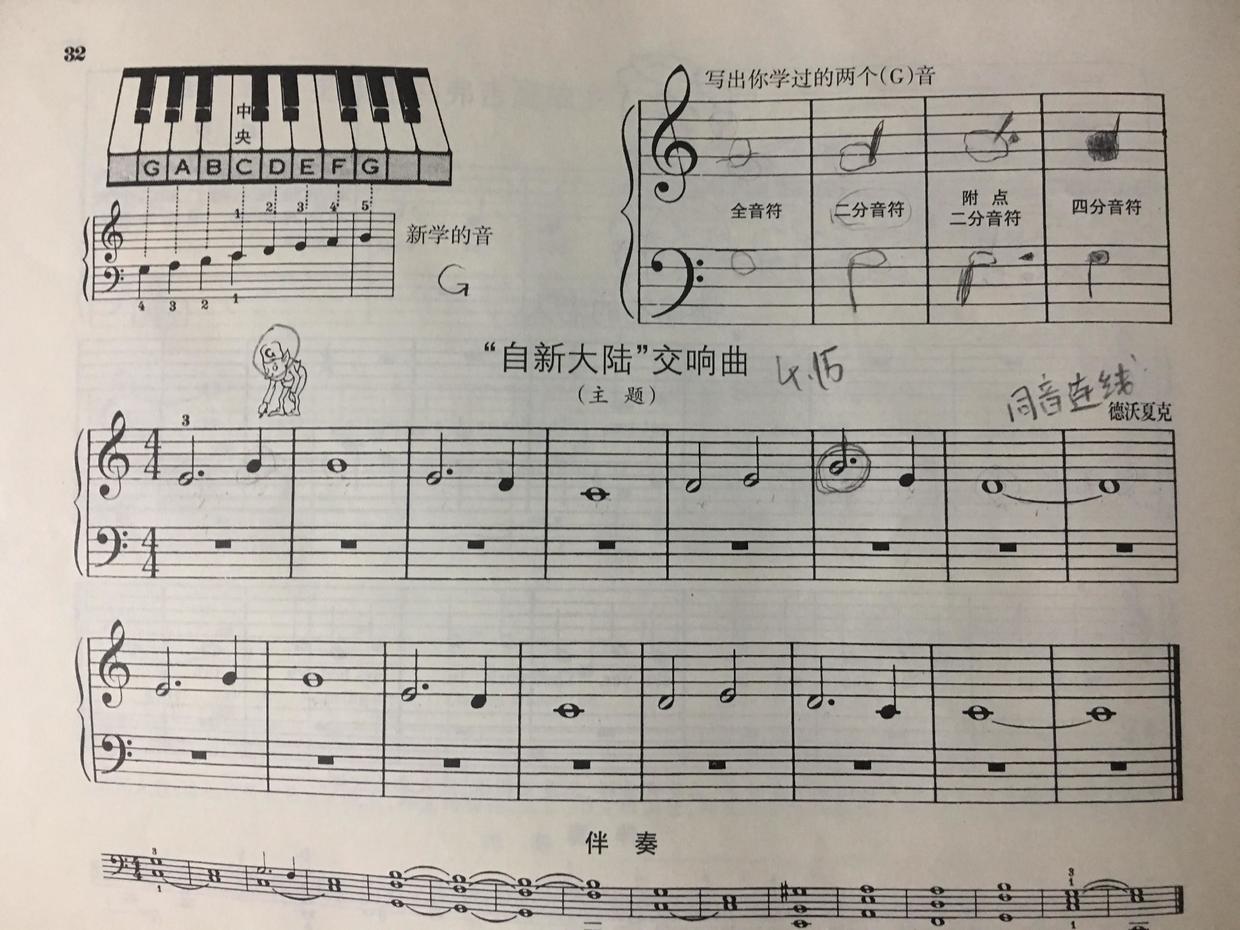 32
写出你学过的两个(G)音
中
央
G A B C D E F G
1 2 3 4 5
新学的音
G
4 3 2 1
全音符
二分音符
附 点
二分音符
四分音符
“自新大陆”交响曲
4.15
(主 题)
同音连线
德沃夏克
3
4
4
4
4
伴 奏
3
4
4
1
3
1
1